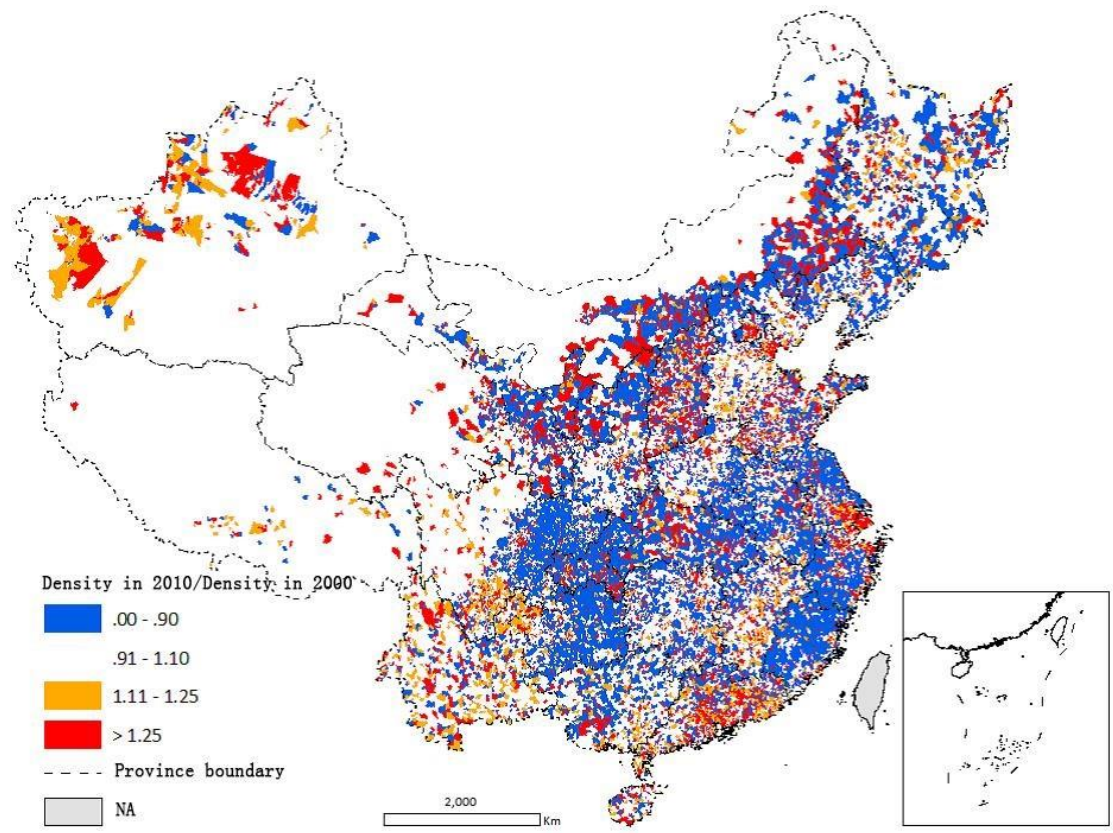 Density in 2010/Density in 2000
.00 - .90
.91 - 1.10
1.11 - 1.25
> 1.25
Province boundary
NA
2,000
Km